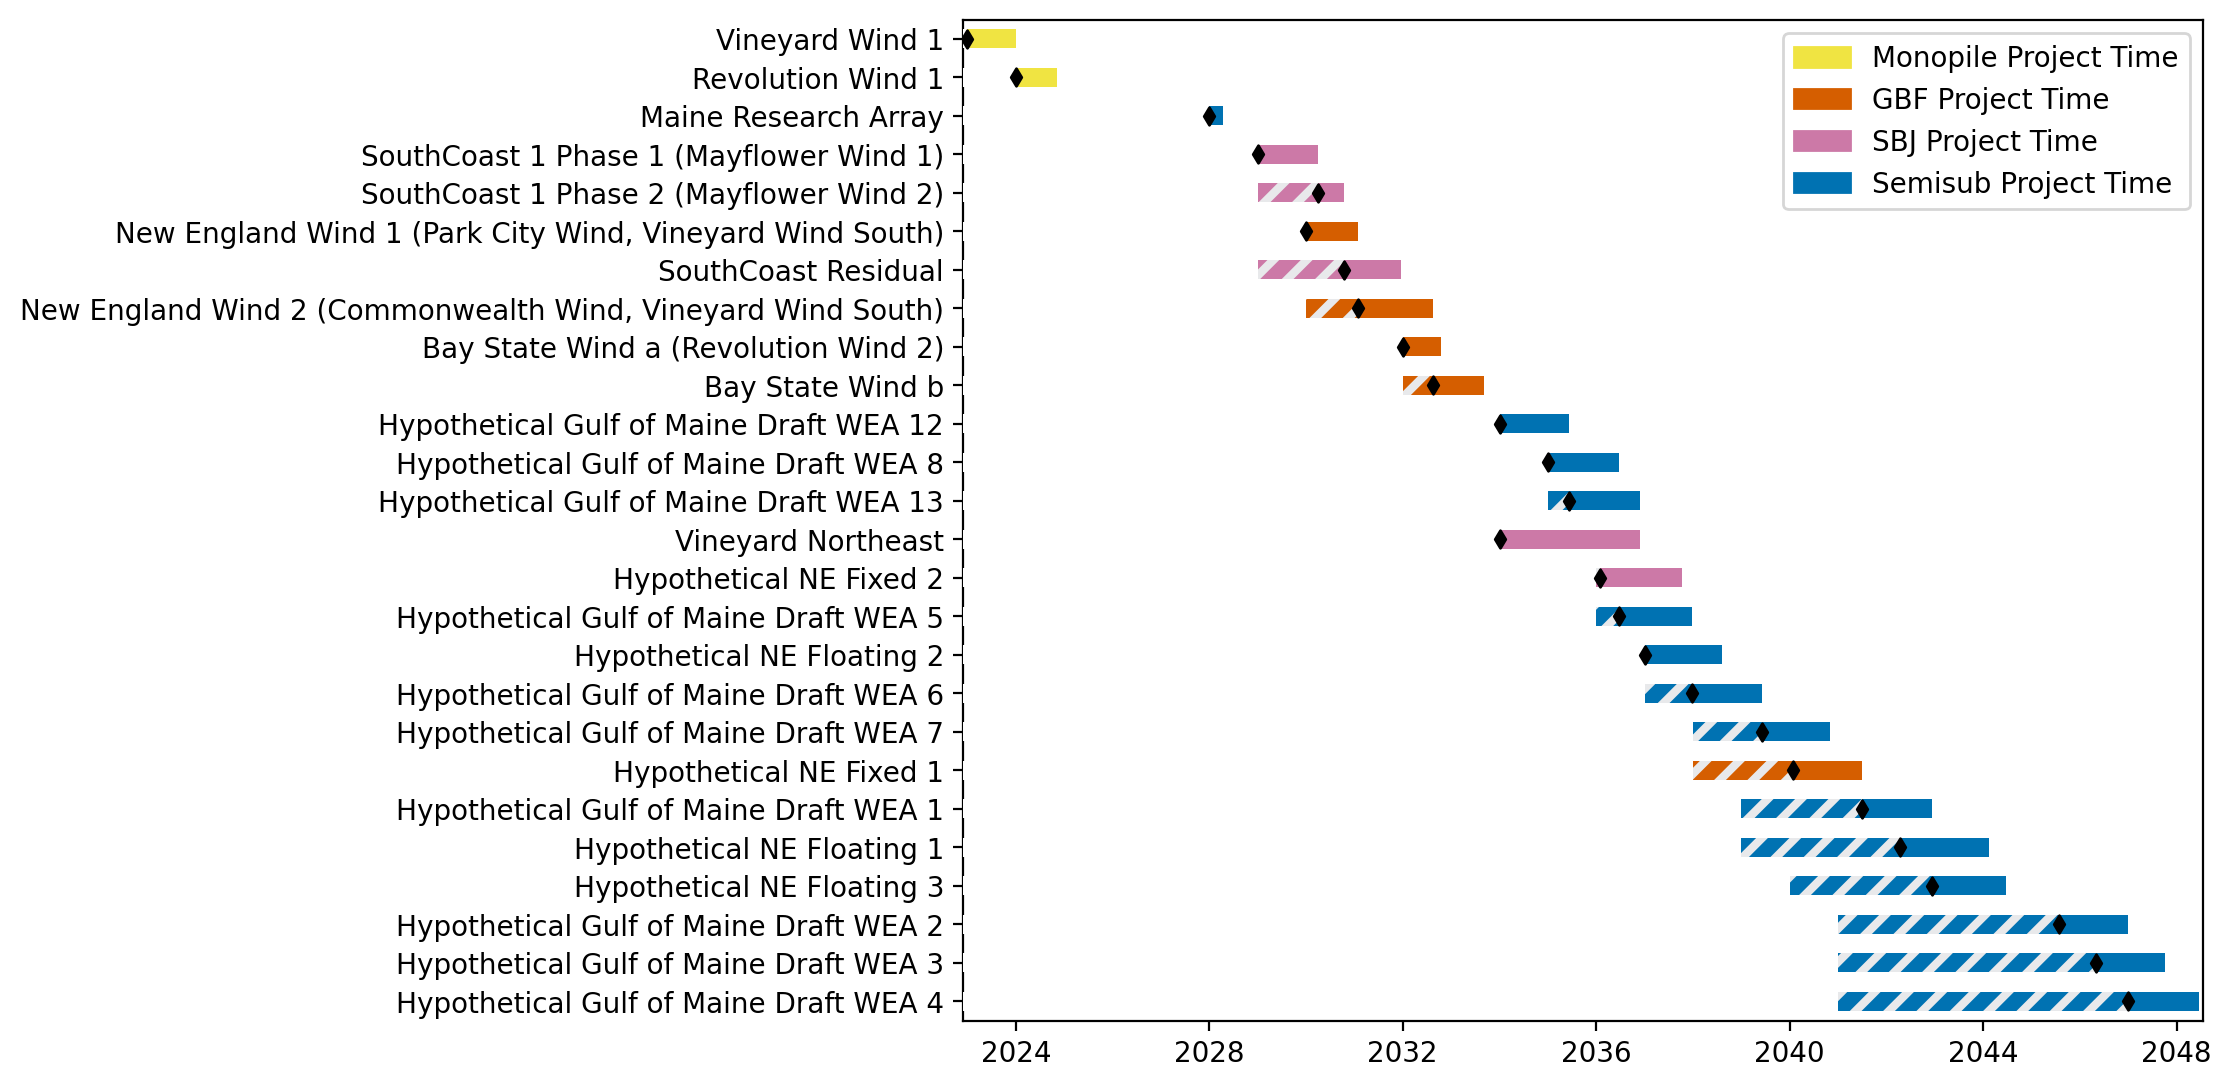 Vineyard Wind 1
Revolution Wind 1
Maine Research Array
SouthCoast 1 Phase 1 (Mayflower Wind 1)
SouthCoast 1 Phase 2 (Mayflower Wind 2)
New England Wind 1 (Park City Wind, Vineyard Wind South)
SouthCoast Residual
New England Wind 2 (Commonwealth Wind, Vineyard Wind South)
Bay State Wind a (Revolution Wind 2)
Bay State Wind b
Hypothetical Gulf of Maine Draft WEA 12
Hypothetical Gulf of Maine Draft WEA 8
Hypothetical Gulf of Maine Draft WEA 13
Vineyard Northeast
Hypothetical NE Fixed 2
Hypothetical Gulf of Maine Draft WEA 5
Hypothetical NE Floating 2
Hypothetical Gulf of Maine Draft WEA 6
Hypothetical Gulf of Maine Draft WEA 7
Hypothetical NE Fixed 1
Hypothetical Gulf of Maine Draft WEA 1
Hypothetical NE Floating 1
Hypothetical NE Floating 3
Hypothetical Gulf of Maine Draft WEA 2
Hypothetical Gulf of Maine Draft WEA 3
Hypothetical Gulf of Maine Draft WEA 4
Monopile Project Time
GBF Project Time
SBJ Project Time
Semisub Project Time
2024 2028 2032 2036 2040 2044 2048